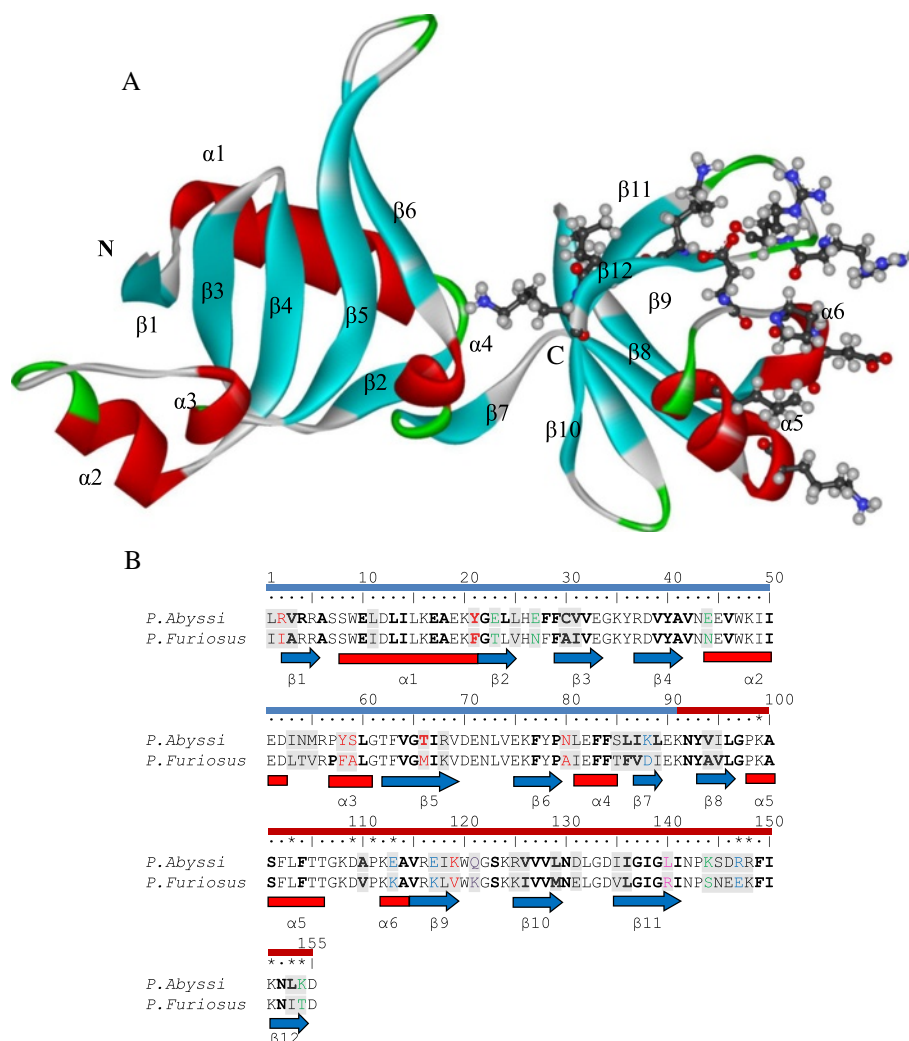 A
α1
β11
β6
N
β12
β3
β4
β9
α6
β5
β1
α4
C
β8
β2
α3
β7
α5
β10
α2
B
1 10 20 30 40 50
P.Abyssi LRVRRASSWELDLILKEAEKYGELLHEFFCVVEGKYRDVYAVNEEVWKII
P.Furiosus IIARRASSWEIDLILKEAEKFGTLVHNFFAIVEGKYRDVYAVNNEVWKII
β1 α1 β2 β3 β4 α2
60 70 80 90 100
P.Abyssi EDINMRPYSLGTFVGTIRVDENLVEKFYPNLEFFSLIKLEKNYVILGPKA
P.Furiosus EDLTVRPFALGTFVGMIKVDENLVEKFYPAIEFFTFVDIEKNYAVLGPKA
α3 β5 β6 α4 β7 β8 α5
110 120 130 140 150
P.Abyssi SFLFTTGKDAPKEAVREIKWQGSKRVVVLNDLGDIIGIGLINPKSDRRFI
P.Furiosus SFLFTTGKDVPKKAVRKLVWKGSKKIVVMNELGDVIGIGRINPSNEEKFI
α5 α6 β9 β10 β11
155
P.Abyssi KNLKD
P.Furiosus KNITD
β12